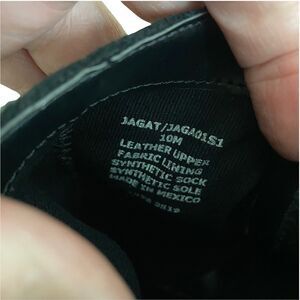 JAGAT/JAGA01S1
10M
LEATHER UPPER
FABRIC LINING
SYNTHETIC SOCK
SYNTHETIC SOLE
MADE IN MEXICO